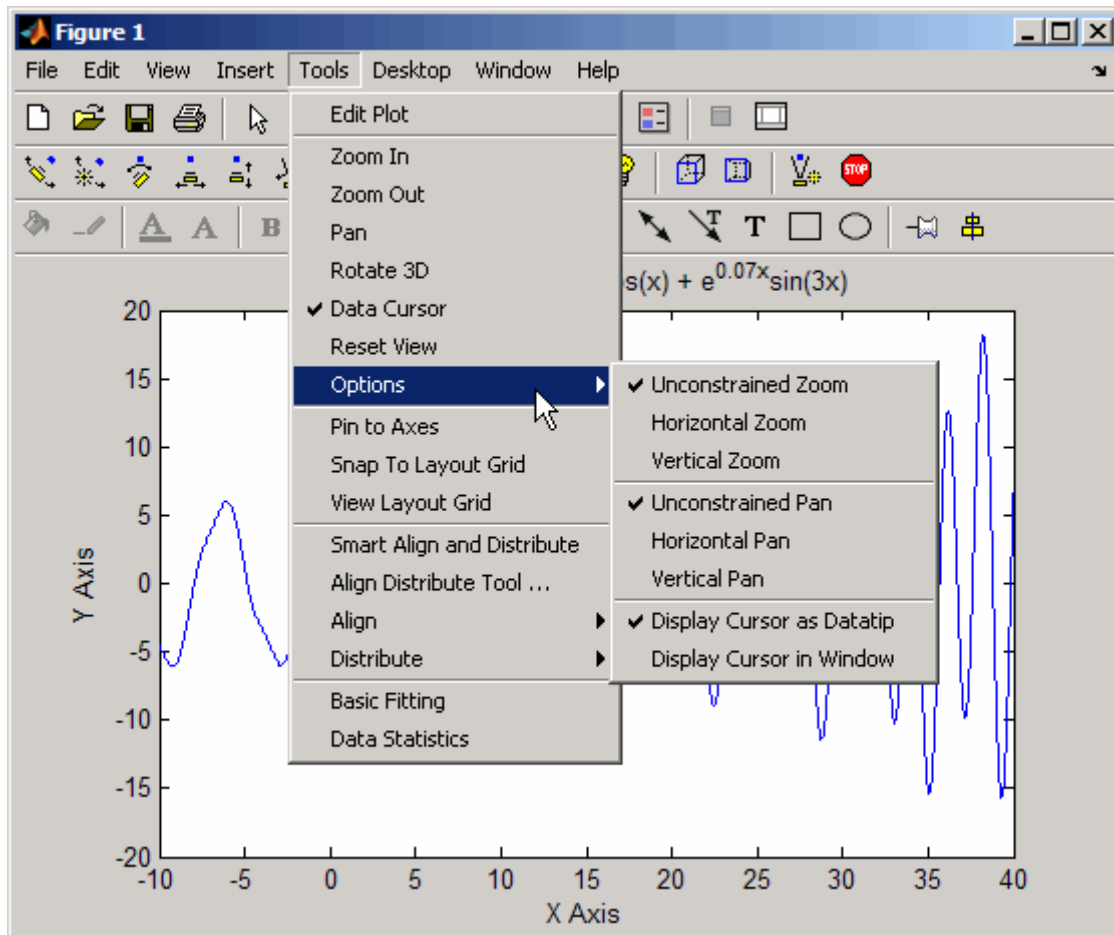 Figure 1
File Edit View Insert Tools Desktop Window Help
STOP
A A B T T
Edit Plot
Zoom In
Zoom Out
Pan
Rotate 3D
Data Cursor
Reset View
Options
Pin to Axes
Snap To Layout Grid
View Layout Grid
Smart Align and Distribute
Align Distribute Tool ...
Align
Distribute
Basic Fitting
Data Statistics
Unconstrained Zoom
Horizontal Zoom
Vertical Zoom
Unconstrained Pan
Horizontal Pan
Vertical Pan
Display Cursor as Datatip
Display Cursor in Window
s(x) + e^0.07x sin(3x)
20
15
10
5
0
-5
-10
-15
-20
Y Axis
-10 -5 0 5 10 15 20 25 30 35 40
X Axis